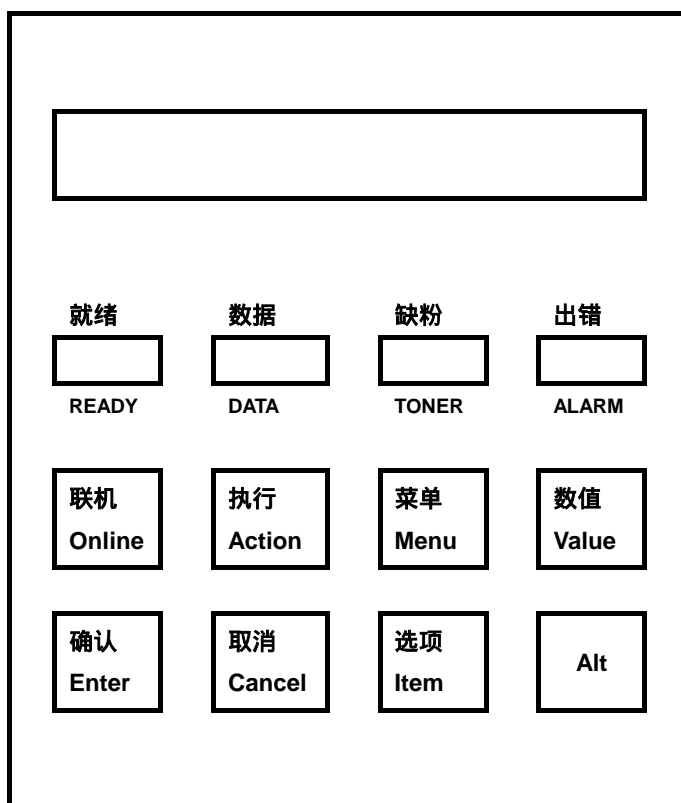 就绪 数据 缺粉 出错
READY DATA TONER ALARM
联机 执行 菜单 数值
Online Action Menu Value
确认 取消 选项
Enter Cancel Item Alt